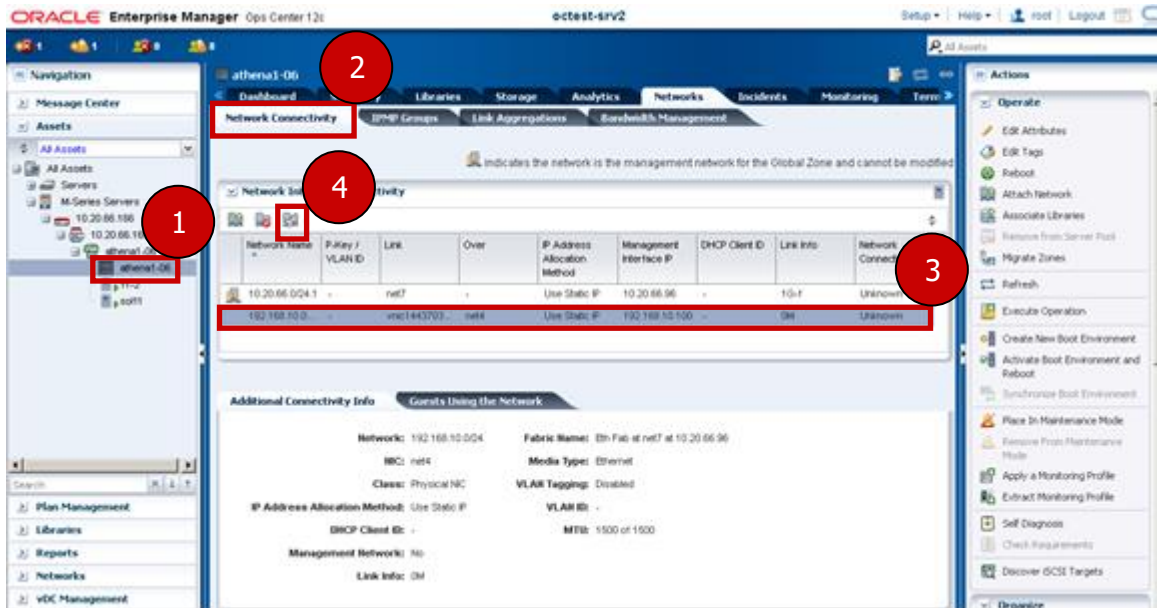 ORACLE Enterprise Manager Ops Center 12c
octest-srv2
Setup Help root Logout
1 1 0 0
All Assets
Navigation
Message Center
Assets
All Assets
All Assets
Servers
M-Series Servers
10.20.86.186
10.20.66.1
athena1-06
athena1-06
Search
Plan Management
Libraries
Reports
Networks
vDC Management
athena1-06
Dashboard Libraries Storage Analytics Networks Incidents Monitoring
Network Connectivity IPMP Groups Link Aggregations Bandwidth Management
indicates the network is the management network for the Global Zone and cannot be modified
Network
Network Name P-Key / VLAN ID Link Over IP Address Allocation Method Management Interface IP DHCP Client ID Link Info Network
10.20.66.0/24.1 - net7 - Use Static IP 10.20.66.96 - Unknown
192.168.10.0... - vnic1443703... net4 Use Static IP 192.168.10.100 - 0M Unknown
Additional Connectivity Info Guests Using the Network
Network: 192.168.10.0/24 Fabric Name: Eth Fab at net7 at 10.20.66.96
NIC: net4 Media Type: Ethernet
Class: Physical NIC VLAN Tagging: Disabled
IP Address Allocation Method: Use Static IP VLAN ID: -
DHCP Client ID: - MTU: 1500 of 1500
Management Network: No
Link Info: 0M
Actions
Operate
Edit Attributes
Edit Tags
Reboot
Attach Network
Associate Libraries
Remove from Server Pool
Migrate Zones
Refresh
Execute Operation
Create New Boot Environment
Activate Boot Environment and
Reboot
Synchronize Boot Environment
Place In Maintenance Mode
Remove From Maintenance
Mode
Apply a Monitoring Profile
Extract Monitoring Profile
Self Diagnosis
Check Requirements
Discover iSCSI Targets
Organize
1
2
3
4